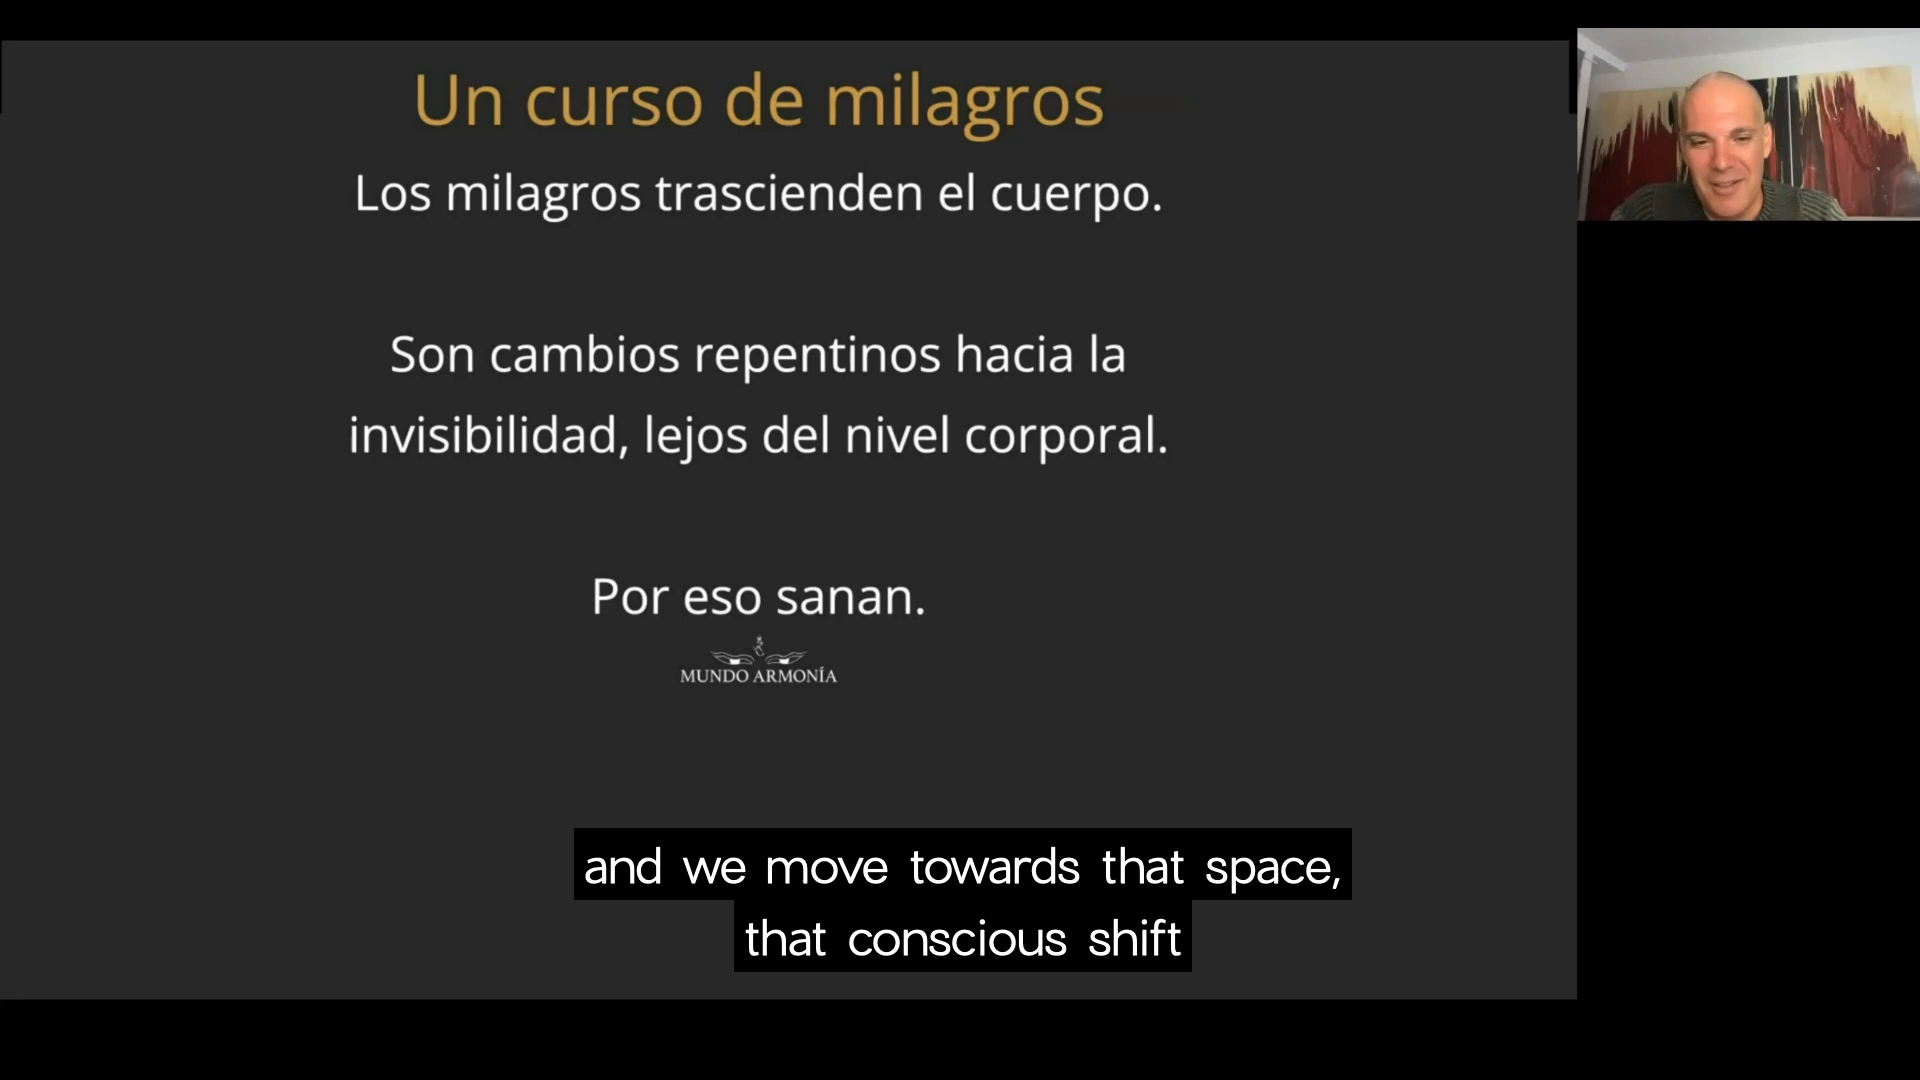 Un curso de milagros
Los milagros trascienden el cuerpo.
Son cambios repentinos hacia la
invisibilidad, lejos del nivel corporal.
Por eso sanan.
MUNDO ARMONÍA
and we move towards that space,
that conscious shift